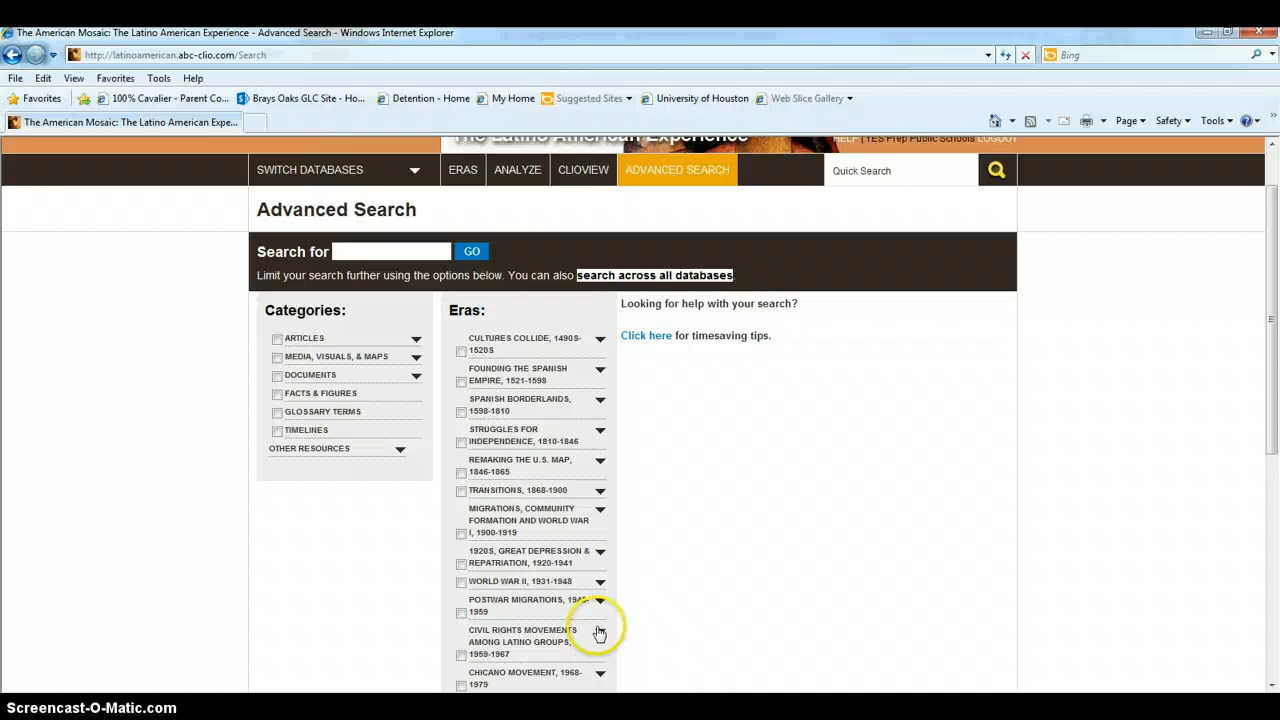 The American Mosaic: The Latino American Experience - Advanced Search - Windows Internet Explorer
http://latinoamerican.abc-clio.com/Search
Bing
File Edit View Favorites Tools Help
Favorites 100% Cavalier - Parent Co... Brays Oaks GLC Site - Ho... Detention - Home My Home Suggested Sites University of Houston Web Slice Gallery
The American Mosaic: The Latino American Expe...
Page Safety Tools
The Latino American Experience
HELP | YES Prep Public Schools LOGOUT
SWITCH DATABASES ERAS ANALYZE CLIOVIEW ADVANCED SEARCH Quick Search
Advanced Search
Search for GO
Limit your search further using the options below. You can also search across all databases.
Categories:
ARTICLES
MEDIA, VISUALS, & MAPS
DOCUMENTS
FACTS & FIGURES
GLOSSARY TERMS
TIMELINES
OTHER RESOURCES
Eras:
CULTURES COLLIDE, 1490S-
1520S
FOUNDING THE SPANISH
EMPIRE, 1521-1598
SPANISH BORDERLANDS,
1598-1810
STRUGGLES FOR
INDEPENDENCE, 1810-1846
REMAKING THE U.S. MAP,
1846-1865
TRANSITIONS, 1868-1900
MIGRATIONS, COMMUNITY
FORMATION AND WORLD WAR
I, 1900-1919
1920S, GREAT DEPRESSION &
REPATRIATION, 1920-1941
WORLD WAR II, 1931-1948
POSTWAR MIGRATIONS,
1959
CIVIL RIGHTS MOVEMENTS
AMONG LATINO GROUPS,
1959-1967
CHICANO MOVEMENT, 1968-
1979
Looking for help with your search?
Click here for timesaving tips.
Screencast-O-Matic.com